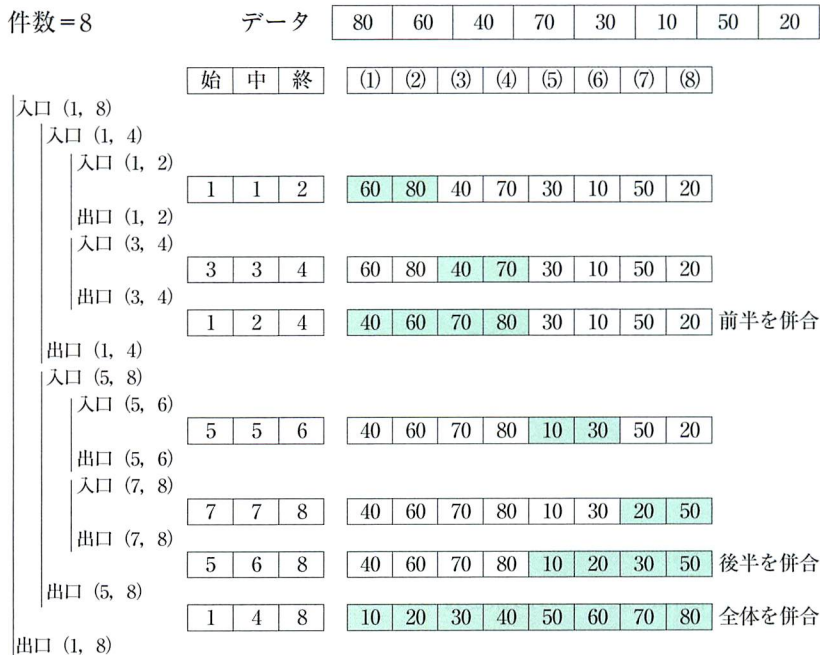 件数=8 データ 80 60 40 70 30 10 50 20
始 中 終 (1) (2) (3) (4) (5) (6) (7) (8)
入口 (1, 8)
入口 (1, 4)
入口 (1, 2)
1 1 2 60 80 40 70 30 10 50 20
出口 (1, 2)
入口 (3, 4)
3 3 4 60 80 40 70 30 10 50 20
出口 (3, 4)
1 2 4 40 60 70 80 30 10 50 20 前半を併合
出口 (1, 4)
入口 (5, 8)
入口 (5, 6)
5 5 6 40 60 70 80 10 30 50 20
出口 (5, 6)
入口 (7, 8)
7 7 8 40 60 70 80 10 30 20 50
出口 (7, 8)
5 6 8 40 60 70 80 10 20 30 50 後半を併合
出口 (5, 8)
1 4 8 10 20 30 40 50 60 70 80 全体を併合
出口 (1, 8)